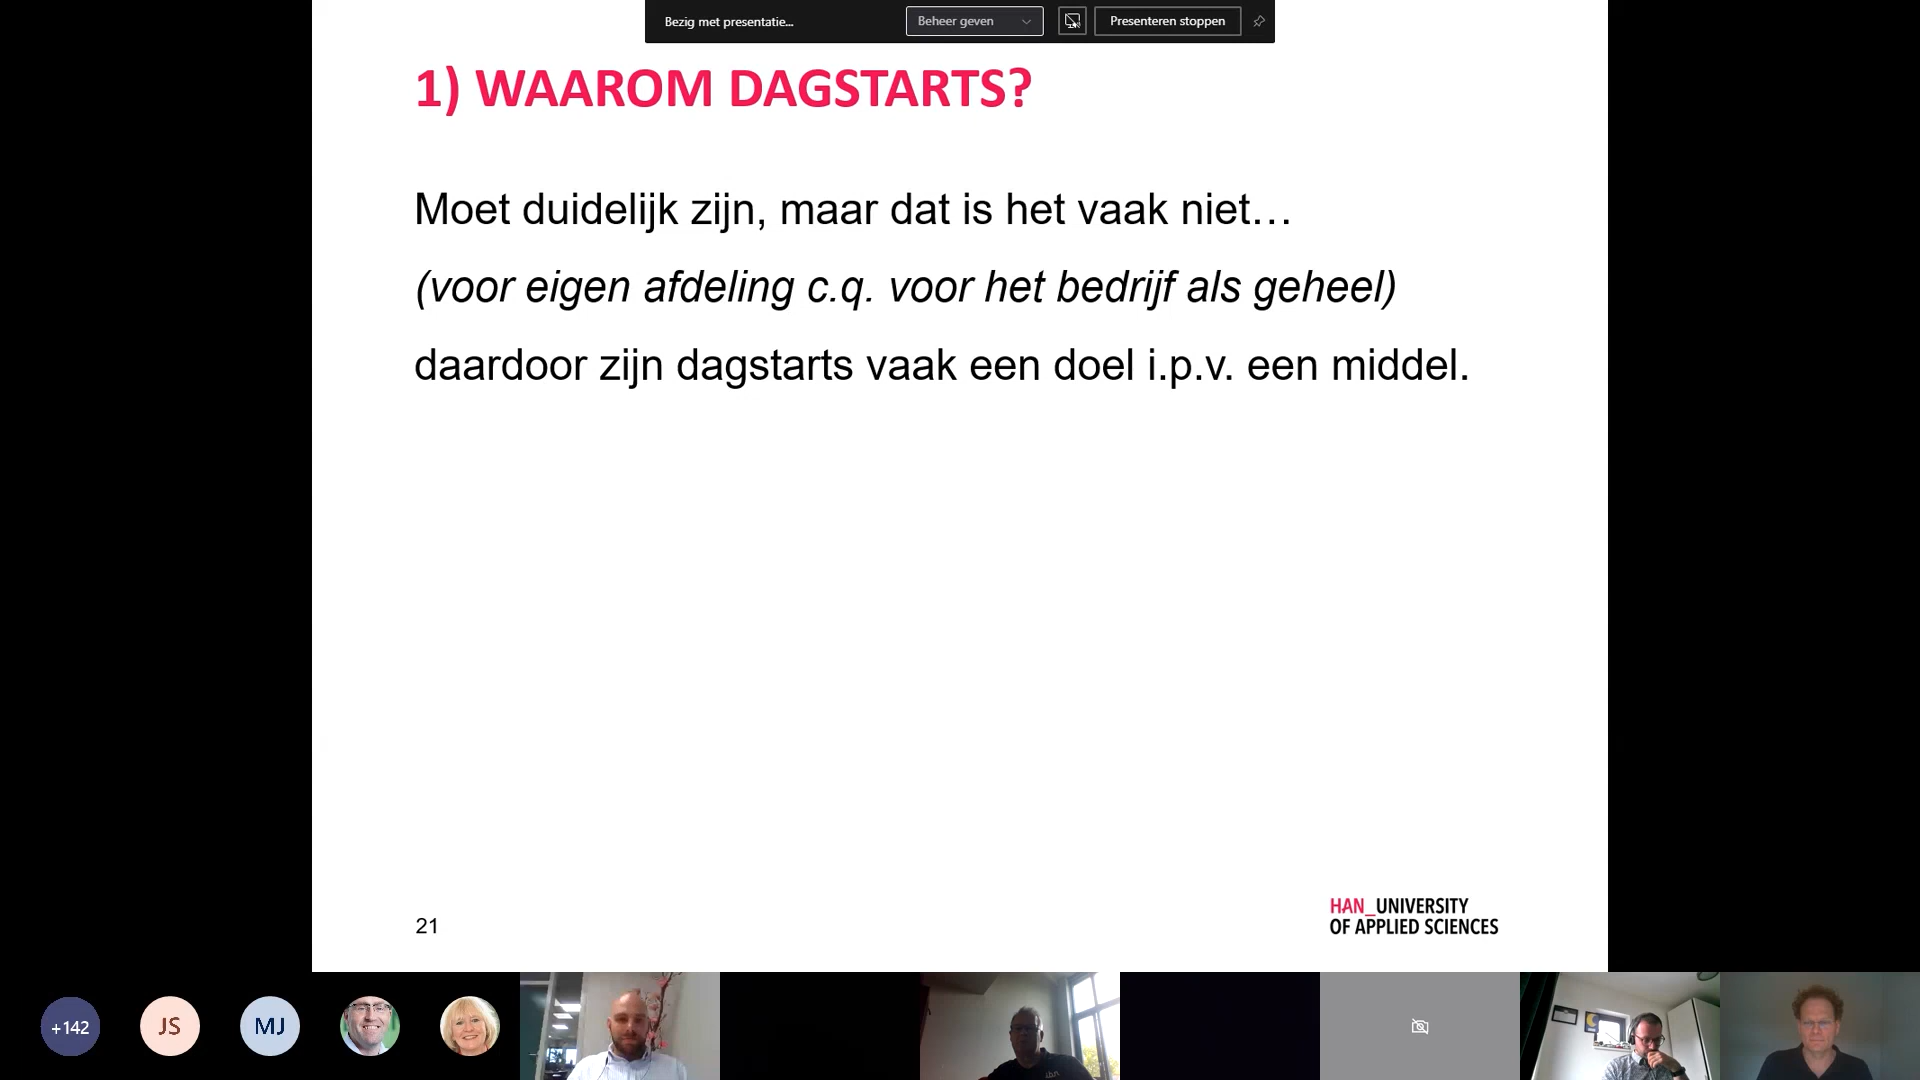 Bezig met presentatie...
Beheer geven
Presenteren stoppen
1) WAAROM DAGSTARTS?
Moet duidelijk zijn, maar dat is het vaak niet…
(voor eigen afdeling c.q. voor het bedrijf als geheel)
daardoor zijn dagstarts vaak een doel i.p.v. een middel.
21
HAN_UNIVERSITY
OF APPLIED SCIENCES
+142
JS
MJ